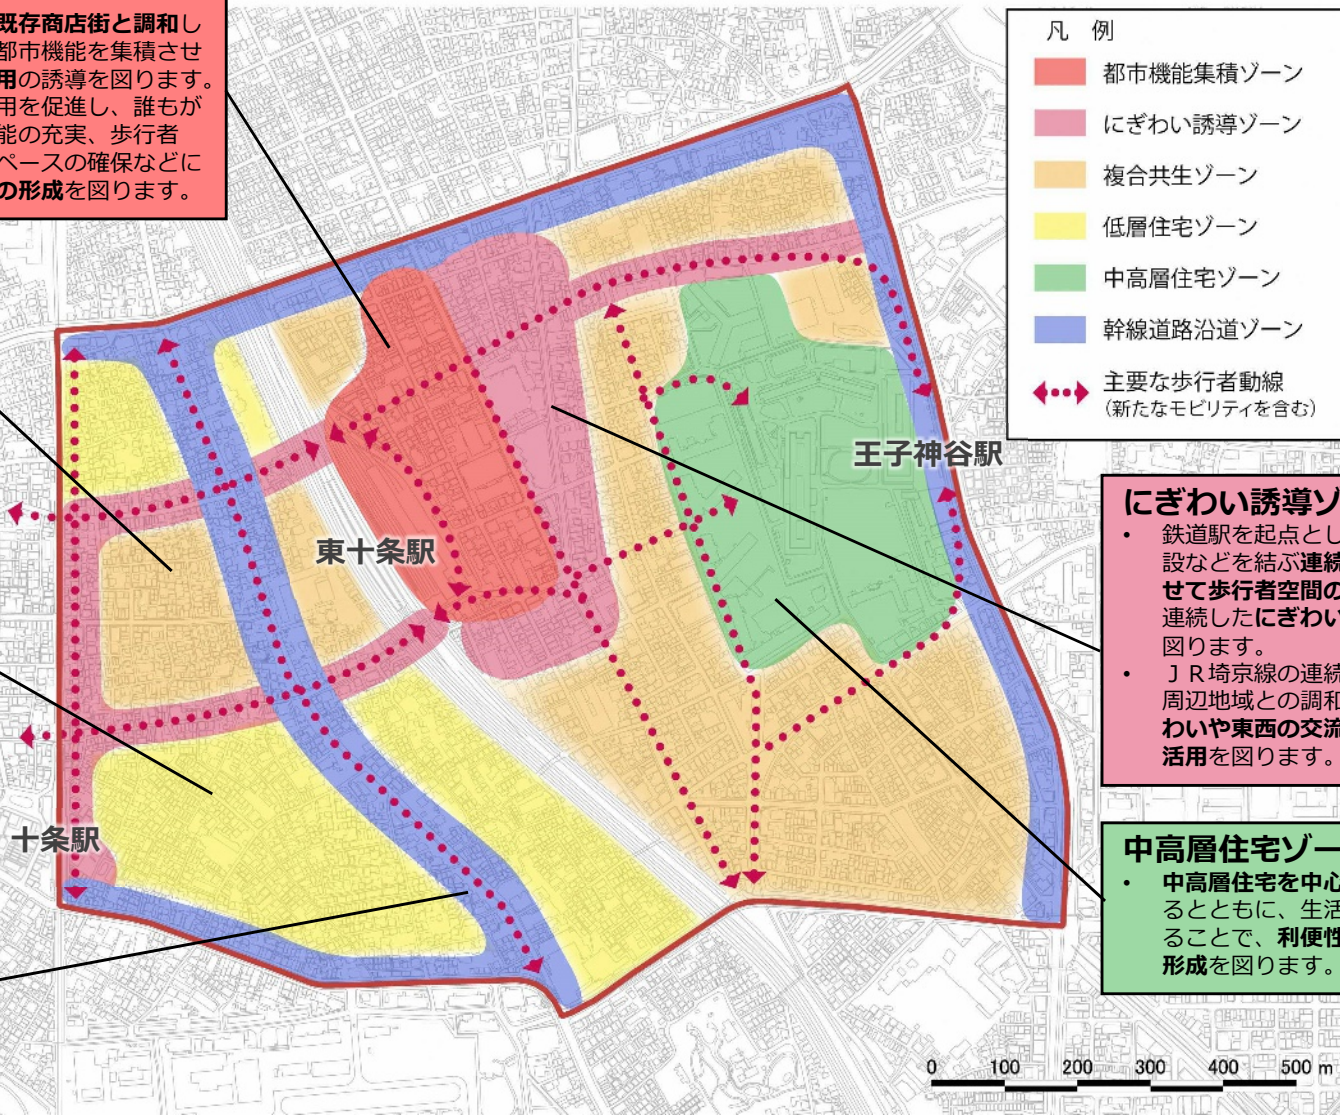 既存商店街と調和し
都市機能を集積させ
用の誘導を図ります。
用を促進し、誰もが
能の充実、歩行者
ペースの確保などに
の形成を図ります。
凡 例
都市機能集積ゾーン
にぎわい誘導ゾーン
複合共生ゾーン
低層住宅ゾーン
中高層住宅ゾーン
幹線道路沿道ゾーン
主要な歩行者動線
(新たなモビリティを含む)
王子神谷駅
東十条駅
十条駅
にぎわい誘導ゾ
• 鉄道駅を起点とし
設などを結ぶ連続
せて歩行者空間の
連続したにぎわい
図ります。
• ＪＲ埼京線の連続
周辺地域との調和
わいや東西の交流
活用を図ります。
中高層住宅ゾー
• 中高層住宅を中心
るとともに、生活
ることで、利便性
形成を図ります。
0 100 200 300 400 500 m